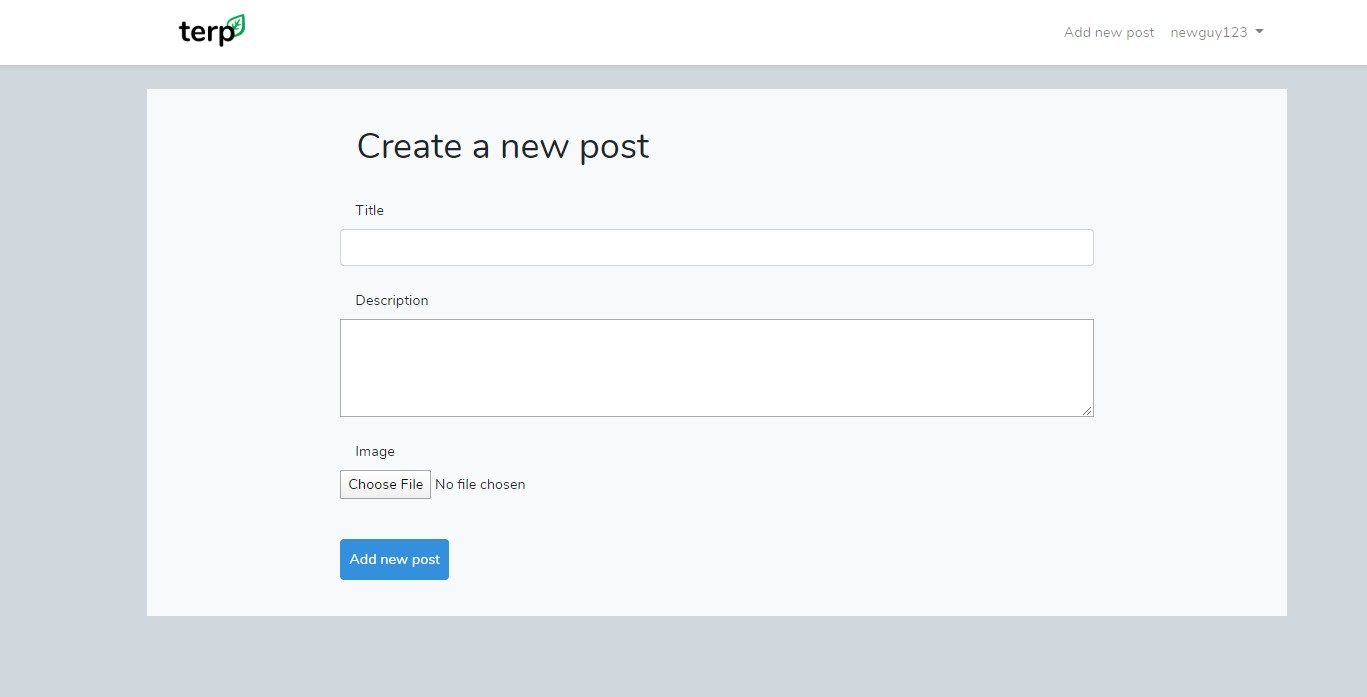 terp
Add new post newguy123
Create a new post
Title
Description
Image
Choose File No file chosen
Add new post